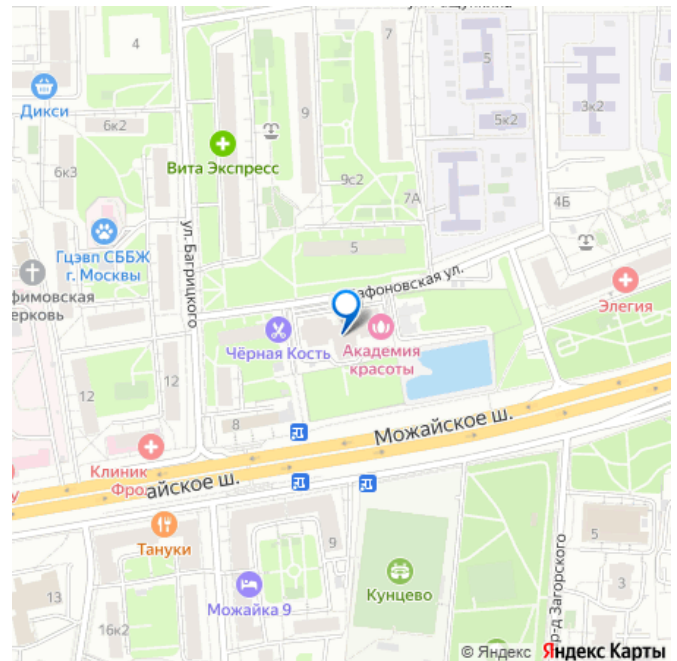 4
7
5
Дикси
6к2
3к2
5к2
9
Вита Экспресс
9с2
6к3
7А
4Б
Гцэвп СББЖ
г. Москвы
ул. Багрицкого
5
афоновская ул.
Элегия
фимовская
ерковь
Чёрная Кость
Академия
красоты
12
12
8
Можайское ш.
Клиник
Фро
айское ш.
Тануки
9
5
Кунцево
Можайка 9
13
16к2
3
р-д Загорского
© Яндекс Яндекс Карты